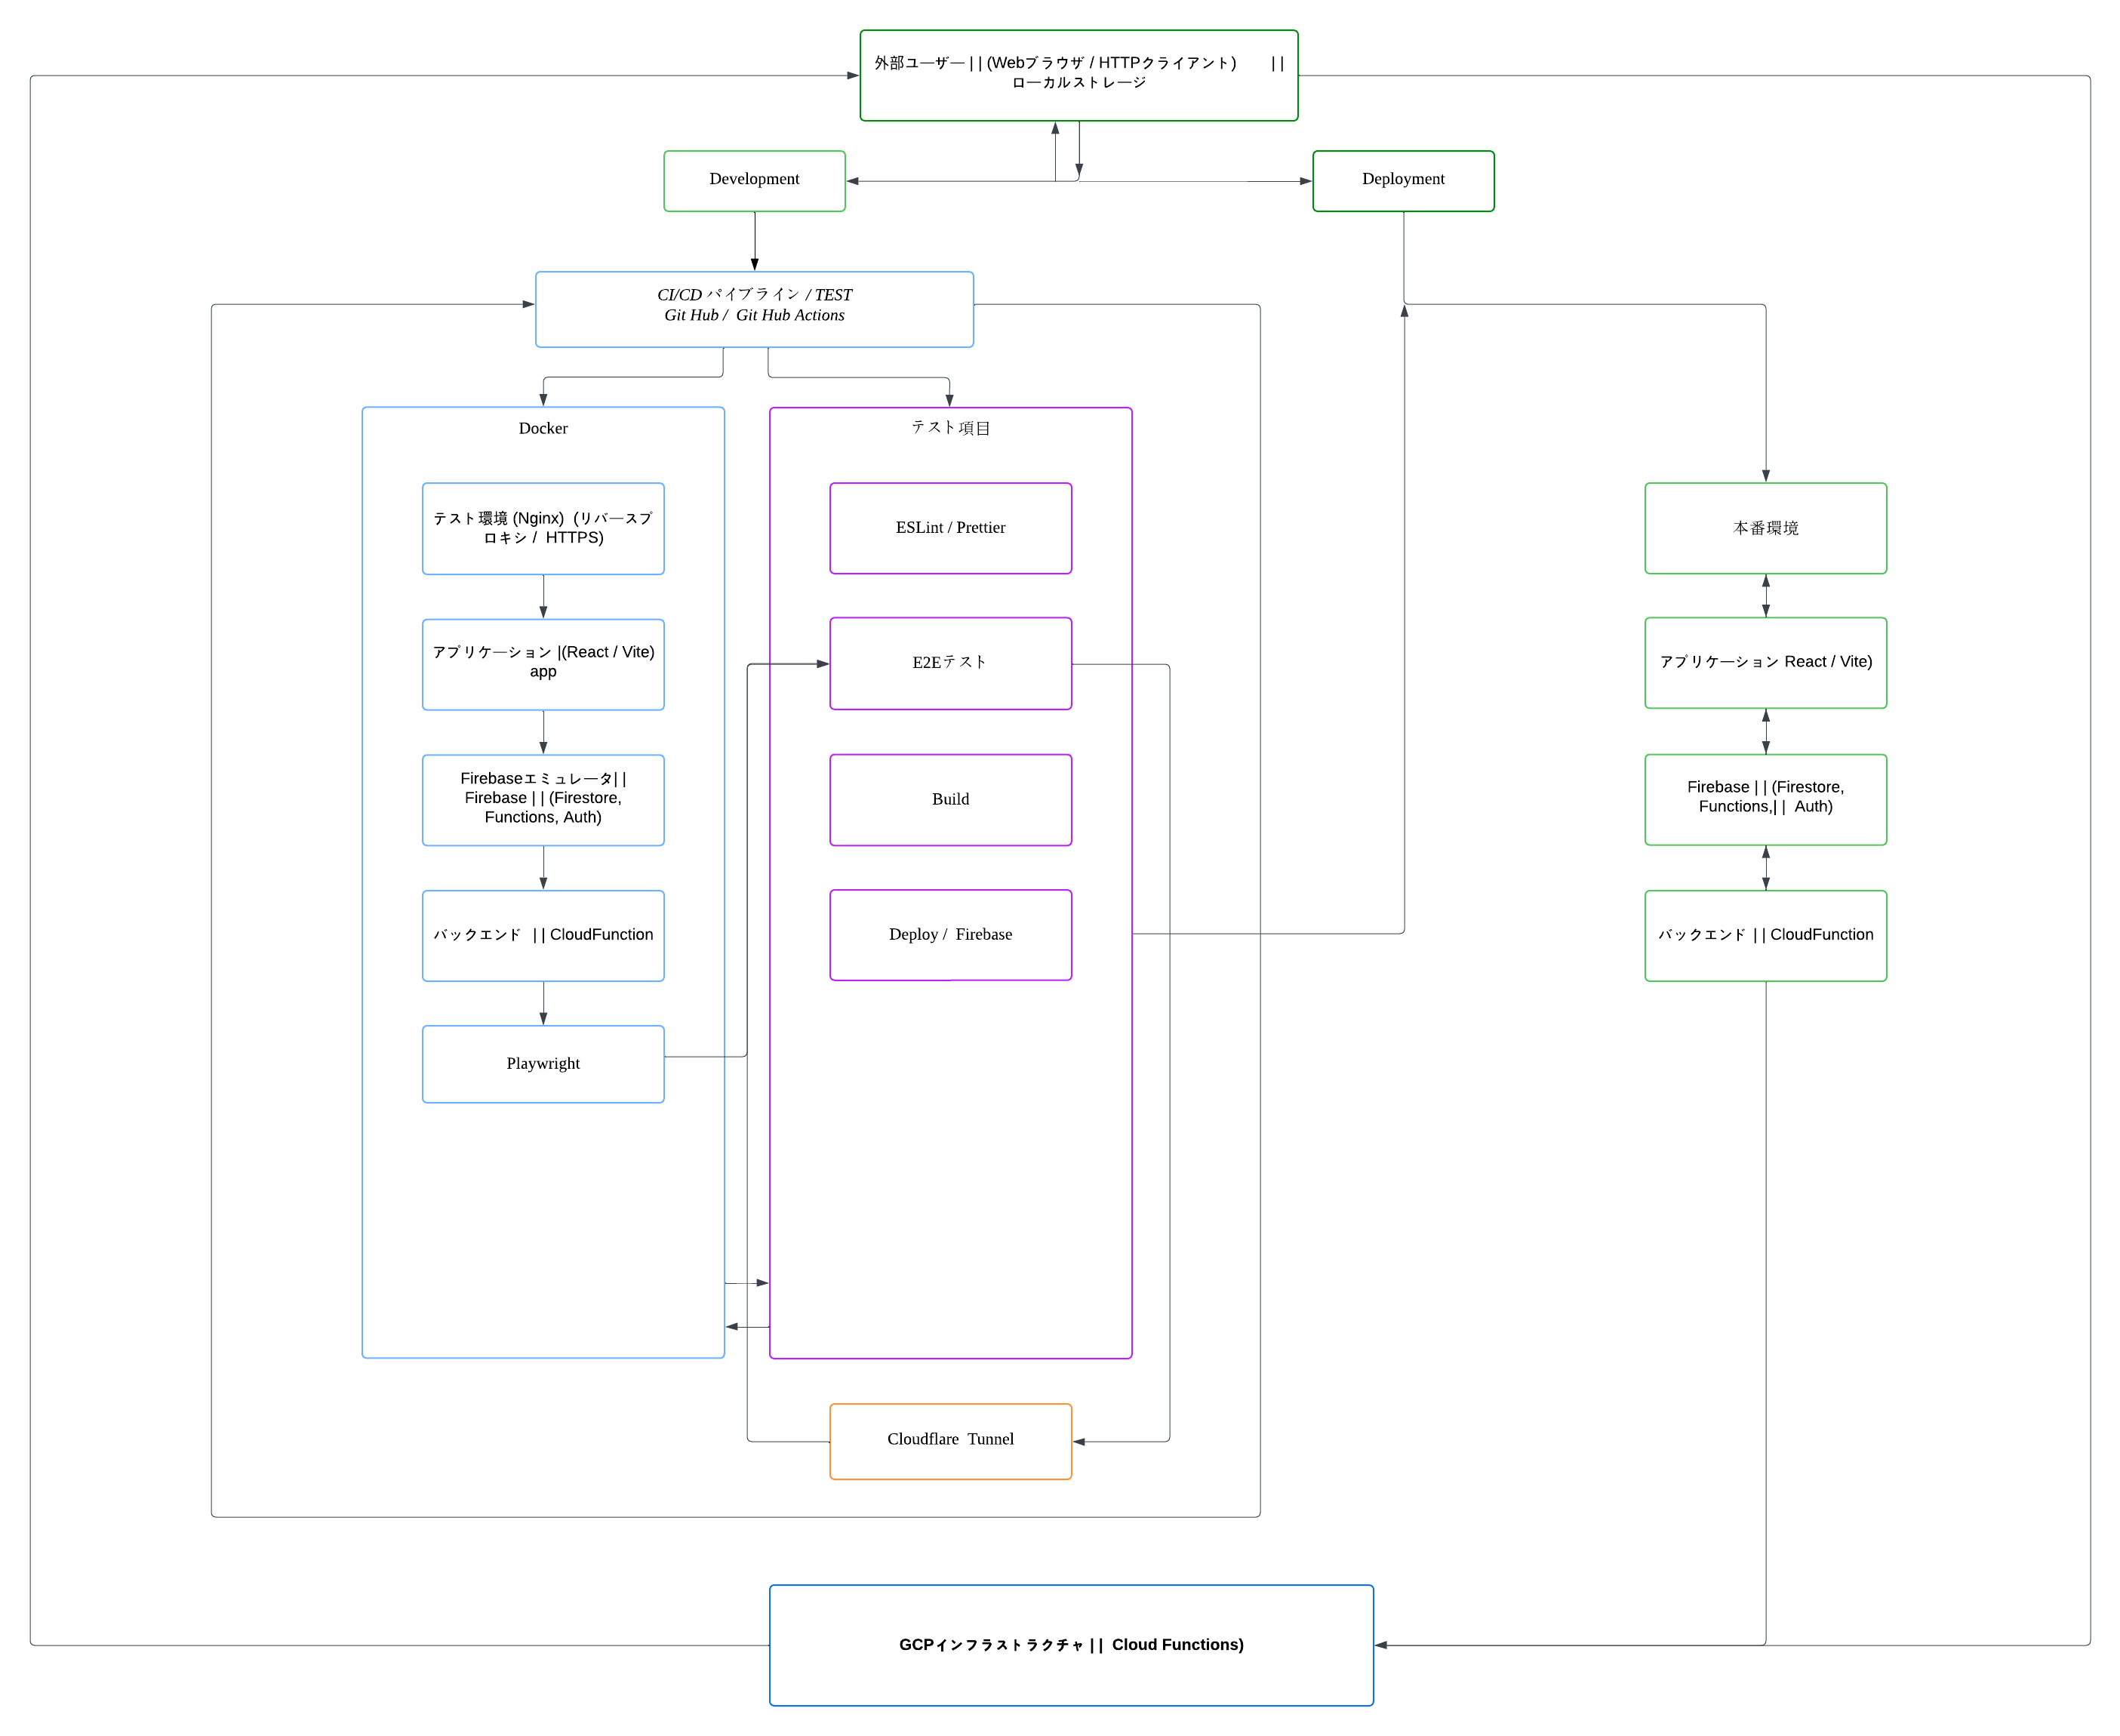 外部ユーザー | | (Webブラウザ / HTTPクライアント) | |
ローカルストレージ
Development
Deployment
CI/CD パイプライン / TEST
Git Hub / Git Hub Actions
Docker
テスト項目
テスト環境 (Nginx) (リバースプ
ロキシ / HTTPS)
ESLint / Prettier
本番環境
アプリケーション |(React / Vite)
app
E2Eテスト
アプリケーション React / Vite)
Firebaseエミュレータ| |
Firebase | | (Firestore,
Functions, Auth)
Build
Firebase | | (Firestore,
Functions,| | Auth)
バックエンド | | CloudFunction
Deploy / Firebase
バックエンド | | CloudFunction
Playwright
Cloudflare Tunnel
GCPインフラストラクチャ | | Cloud Functions)